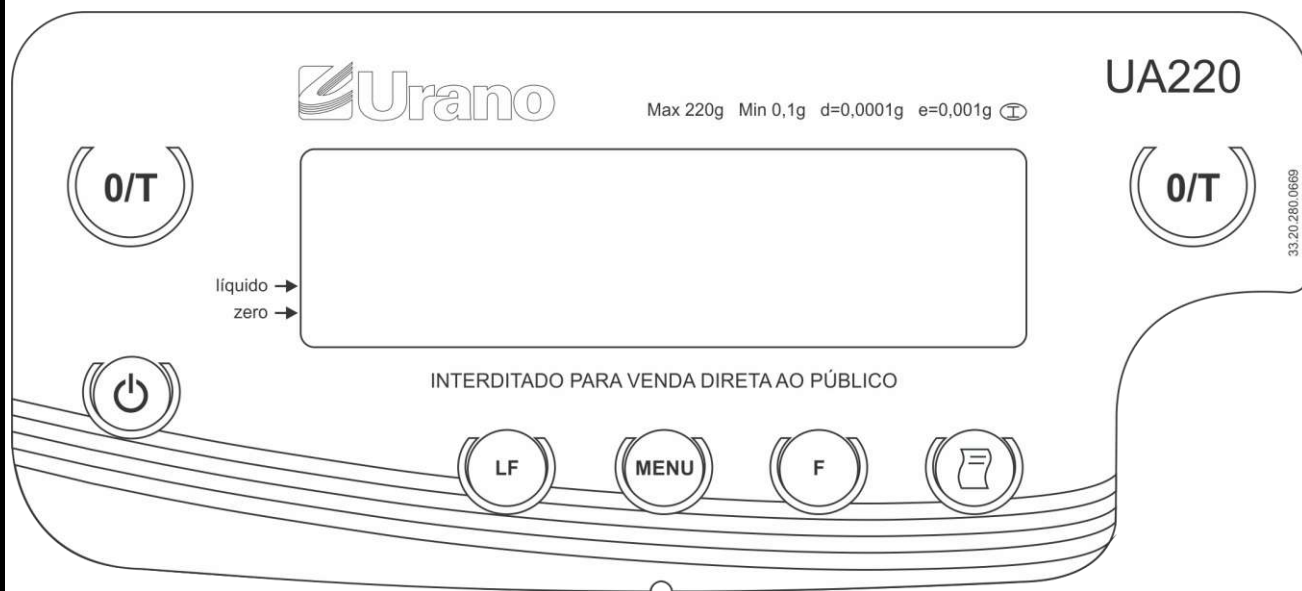 UA220
Urano
Max 220g Min 0,1g d=0,0001g e=0,001g I
0/T
0/T
33.20.280.0669
líquido
zero
INTERDITADO PARA VENDA DIRETA AO PÚBLICO
LF
MENU
F